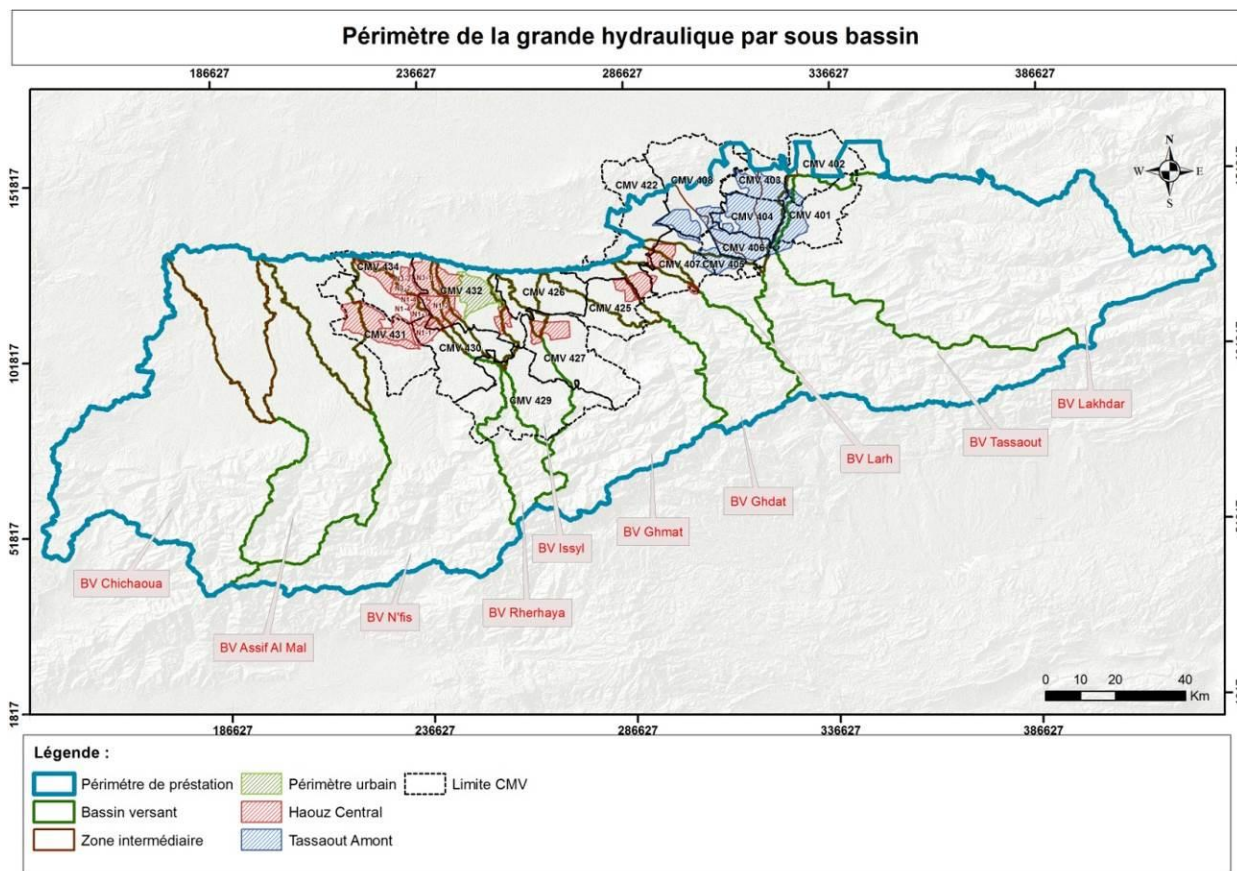 Périmètre de la grande hydraulique par sous bassin
186627 236627 286627 336627 386627
N
W E
S
151817
CMV 402
CMV 408 CMV 403
CMV 422
CMV 404 CMV 401
CMV 406
CMV 407 CMV 405
CMV 434
CMV 432 CMV 426
CMV 425
CMV 431
N1-1
CMV 430 CMV 427
101817
CMV 429
BV Lakhdar
BV Tassaout
BV Larh
BV Ghdat
BV Ghmat
BV Issyl
51817
BV Chichaoua
BV Rherhaya
BV N'fis
BV Assif Al Mal
0 10 20 40
Km
1817
186627 236627 286627 336627 386627
Légende :
Périmétre de préstation Périmètre urbain Limite CMV
Bassin versant Haouz Central
Zone intermédiaire Tassaout Amont